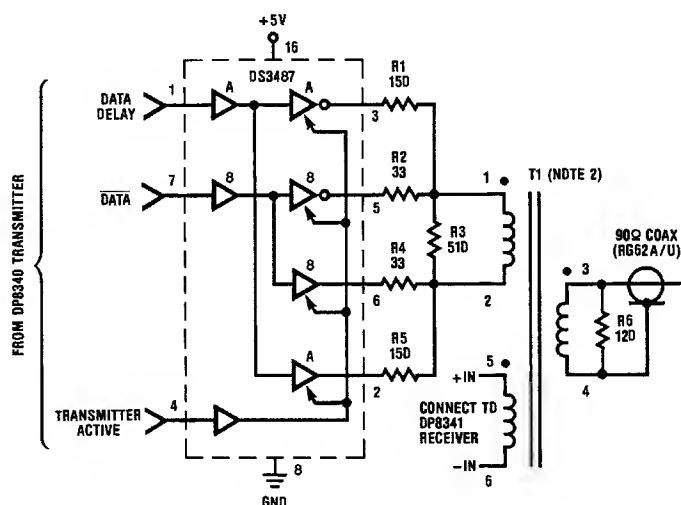 +5V
16
DS3487
DATA
DELAY
1
A
A
3
R1
15D
DATA
7
8
8
5
R2
33
1
T1 (NDTE 2)
R3
51D
8
6
R4
33
2
90Ω COAX
(RG62A/U)
3
R6
12D
4
A
2
R5
15D
5
+IN
CONNECT TD
DP8341
RECEIVER
-IN
6
TRANSMITTER
ACTIVE
4
8
GND
FROM DP8340 TRANSMITTER